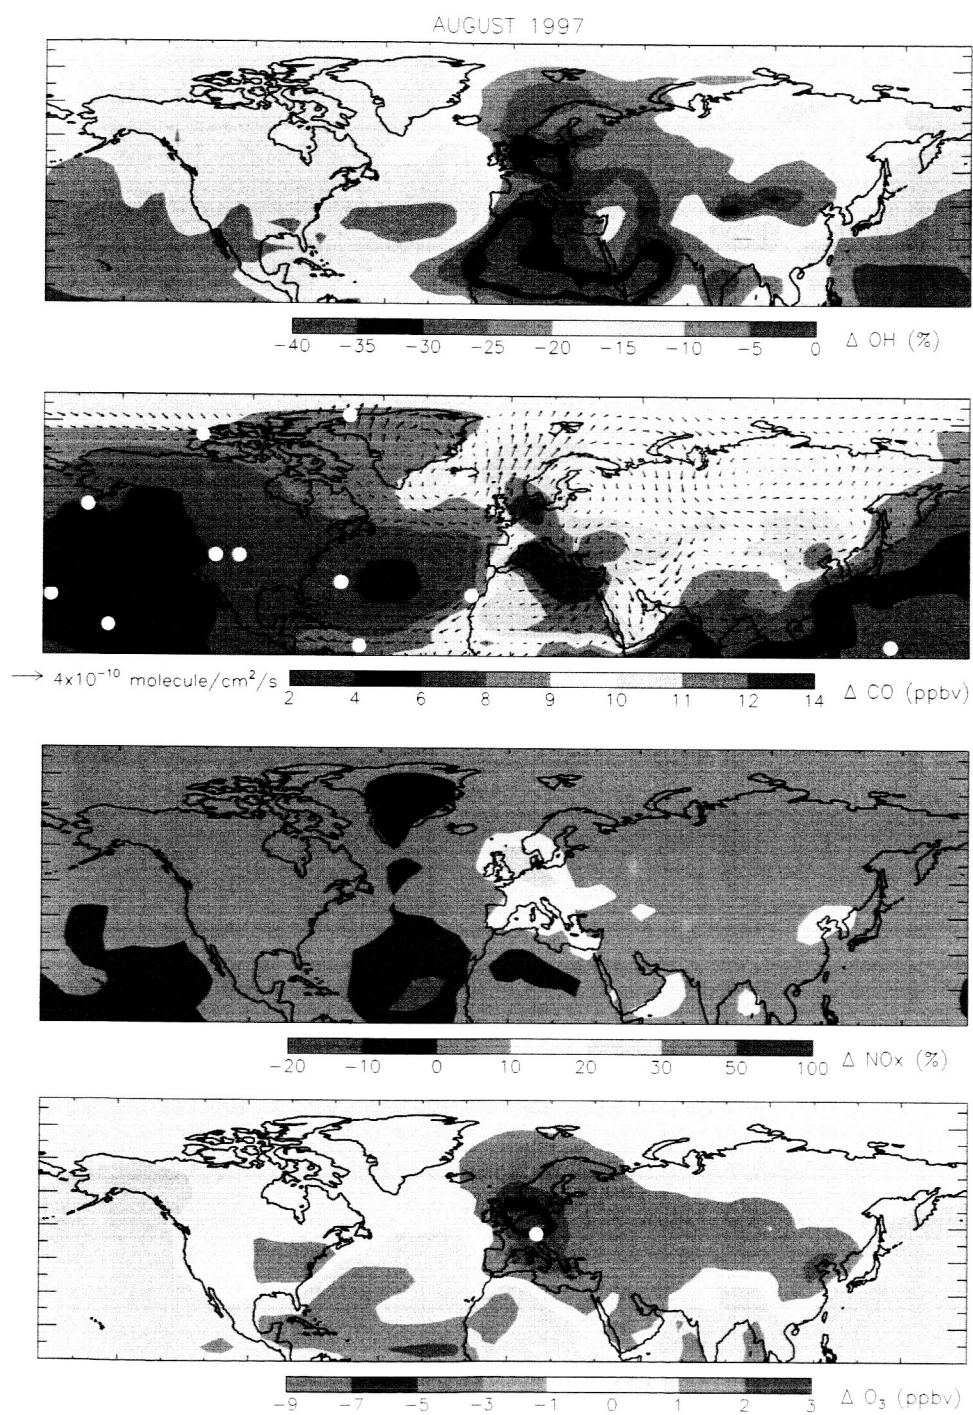 AUGUST 1997
-40 -35 -30 -25 -20 -15 -10 -5 0 Δ OH (%)
4x10⁻¹⁰ molecule/cm²/s 2 4 6 8 9 10 11 12 14 Δ CO (ppbv)
-20 -10 0 10 20 30 50 100 Δ NOx (%)
-9 -7 -5 -3 -1 0 1 2 3 Δ O₃ (ppbv)